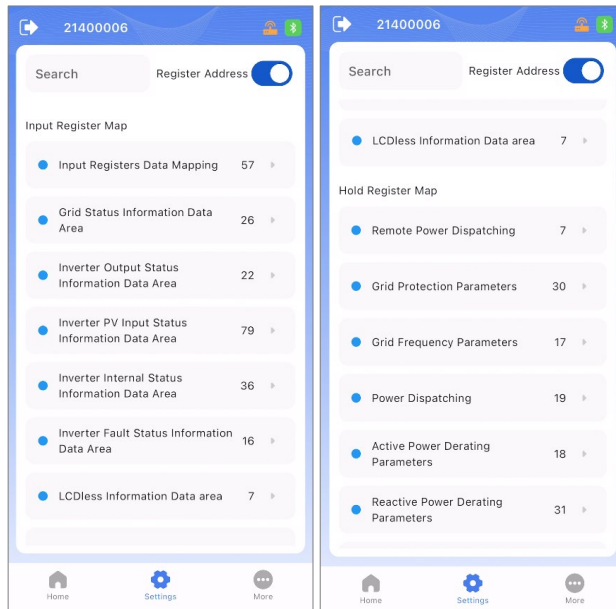 21400006
Search
Register Address
Input Register Map
Input Registers Data Mapping 57
Grid Status Information Data
Area 26
Inverter Output Status
Information Data Area 22
Inverter PV Input Status
Information Data Area 79
Inverter Internal Status
Information Data Area 36
Inverter Fault Status Information
Data Area 16
LCDless Information Data area 7
Home
Settings
More
21400006
Search
Register Address
LCDless Information Data area 7
Hold Register Map
Remote Power Dispatching 7
Grid Protection Parameters 30
Grid Frequency Parameters 17
Power Dispatching 19
Active Power Derating
Parameters 18
Reactive Power Derating
Parameters 31
Home
Settings
More